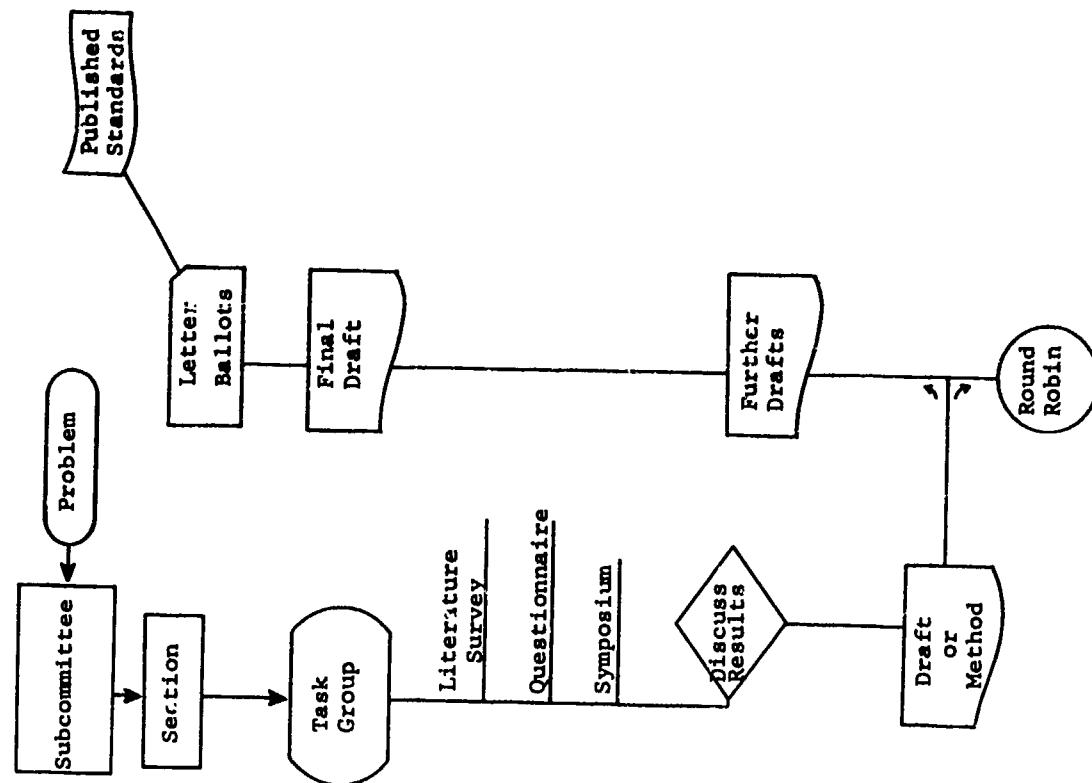 Problem
Subcommittee
Section
Task
Group
Literature
Survey
Questionnaire
Symposium
Discuss
Results
Draft
or
Method
Round
Robin
Further
Drafts
Final
Draft
Letter
Ballots
Published
Standards